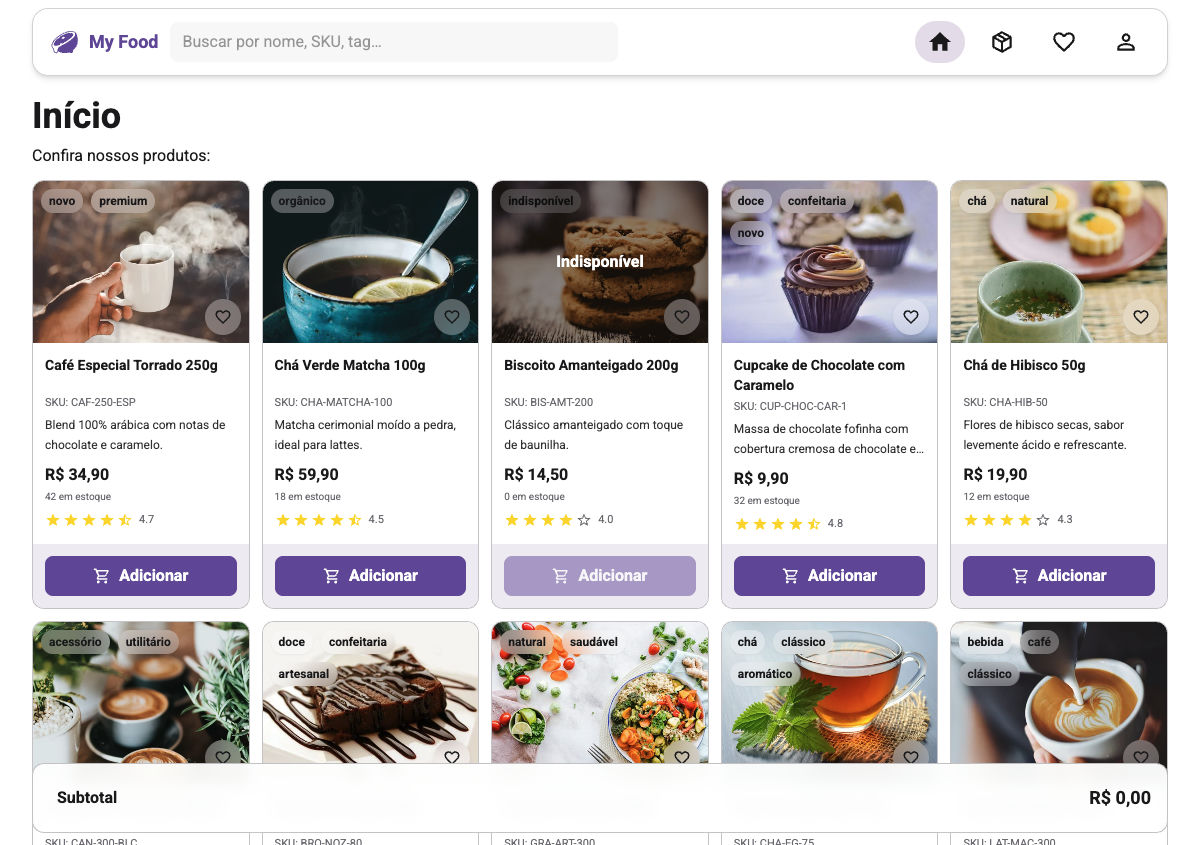 My Food
Buscar por nome, SKU, tag...
Início
Confira nossos produtos:
novo premium
Café Especial Torrado 250g
SKU: CAF-250-ESP
Blend 100% arábica com notas de
chocolate e caramelo.
R$ 34,90
42 em estoque
4.7
Adicionar
orgânico
Chá Verde Matcha 100g
SKU: CHA-MATCHA-100
Matcha cerimonial moído a pedra,
ideal para lattes.
R$ 59,90
18 em estoque
4.5
Adicionar
indisponível
Indisponível
Biscoito Amanteigado 200g
SKU: BIS-AMT-200
Clássico amanteigado com toque
de baunilha.
R$ 14,50
0 em estoque
4.0
Adicionar
doce confeitaria
novo
Cupcake de Chocolate com
Caramelo
SKU: CUP-CHOC-CAR-1
Massa de chocolate fofinha com
cobertura cremosa de chocolate e...
R$ 9,90
32 em estoque
4.8
Adicionar
chá natural
Chá de Hibisco 50g
SKU: CHA-HIB-50
Flores de hibisco secas, sabor
levemente ácido e refrescante.
R$ 19,90
12 em estoque
4.3
Adicionar
acessório utilitário
doce confeitaria
artesanal
natural saudável
chá clássico
aromático
bebida café
clássico
Subtotal R$ 0,00
SKU: CAN-300-BLC
SKU: BRO-NOZ-80
SKU: GRA-ART-300
SKU: CHA-EG-75
SKU: LAT-MAC-300